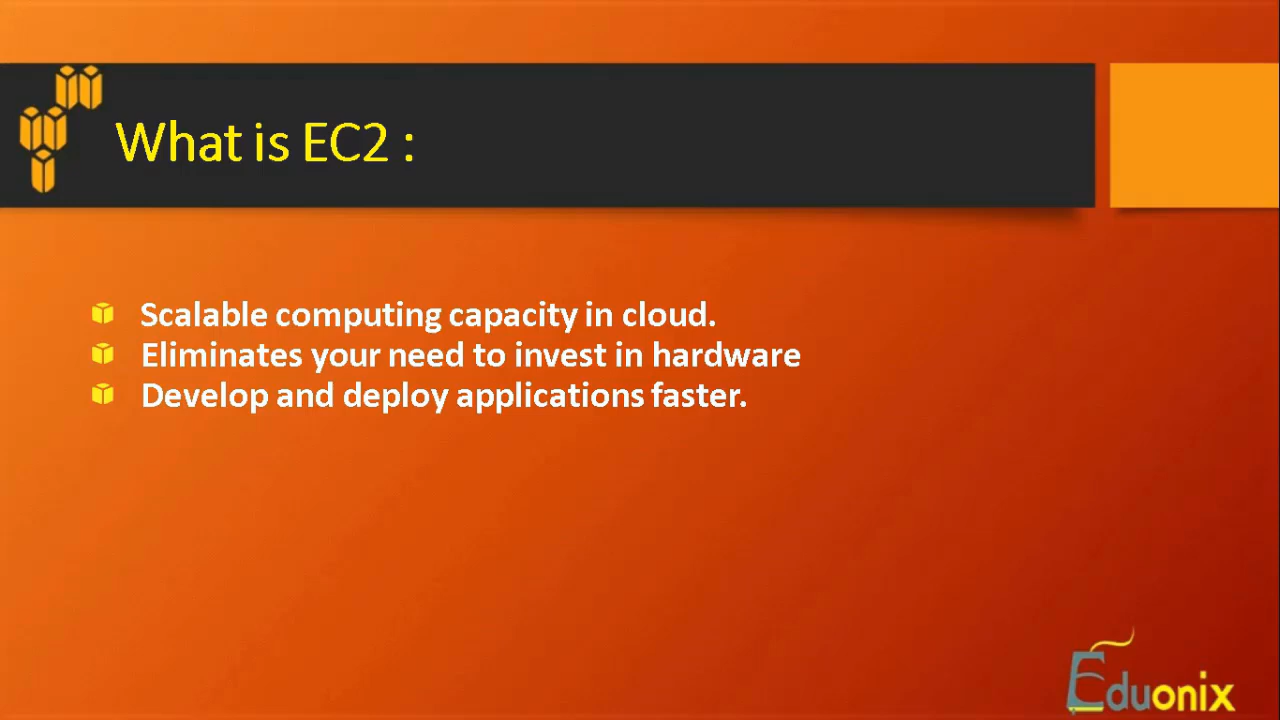 What is EC2 :
Scalable computing capacity in cloud.
Eliminates your need to invest in hardware
Develop and deploy applications faster.
Eduonix